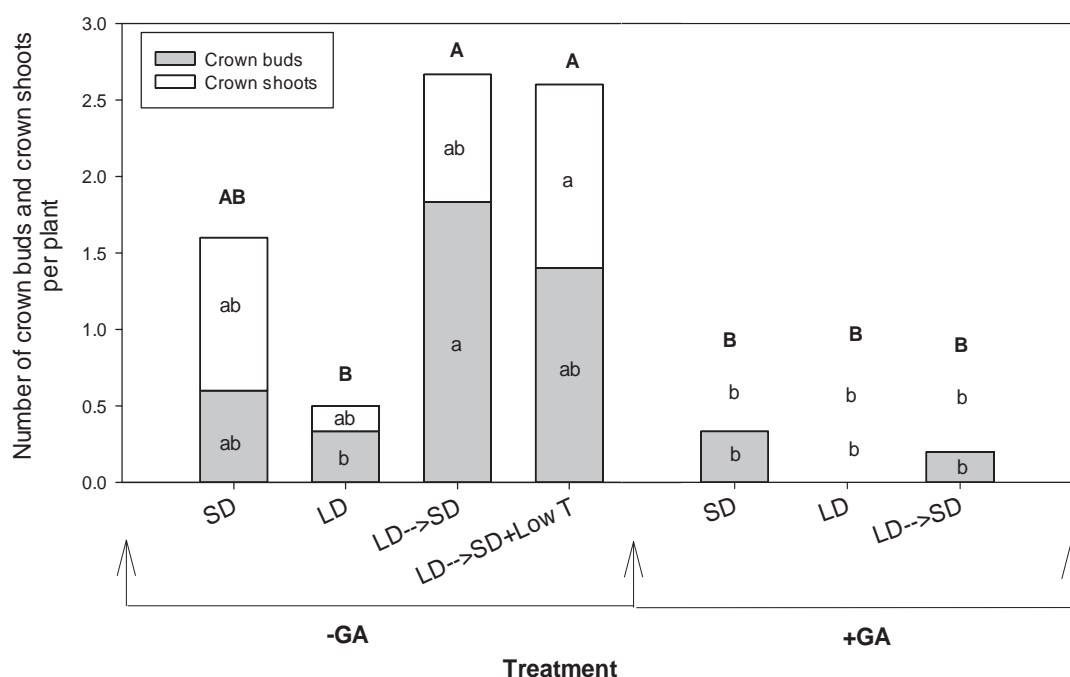 Number of crown buds and crown shoots
per plant
3.0
2.5
2.0
1.5
1.0
0.5
0.0
Crown buds
Crown shoots
AB
ab
ab
B
ab
b
A
ab
a
A
a
ab
B
b
b
B
b
b
B
b
b
SD
LD
LD-->SD
LD-->SD+Low T
SD
LD
LD->SD
-GA
+GA
Treatment